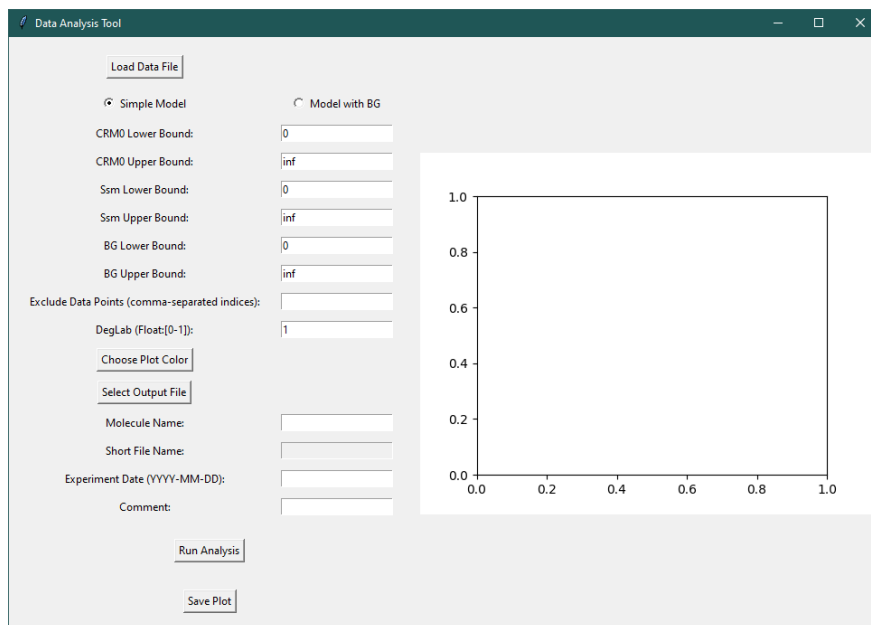 Data Analysis Tool
Load Data File
Simple Model
Model with BG
CRM0 Lower Bound:
0
CRM0 Upper Bound:
inf
Ssm Lower Bound:
0
Ssm Upper Bound:
inf
BG Lower Bound:
0
BG Upper Bound:
inf
Exclude Data Points (comma-separated indices):
DegLab (Float:[0-1]):
1
Choose Plot Color
Select Output File
Molecule Name:
Short File Name:
Experiment Date (YYYY-MM-DD):
Comment:
Run Analysis
Save Plot
1.0
0.8
0.6
0.4
0.2
0.0
0.0 0.2 0.4 0.6 0.8 1.0